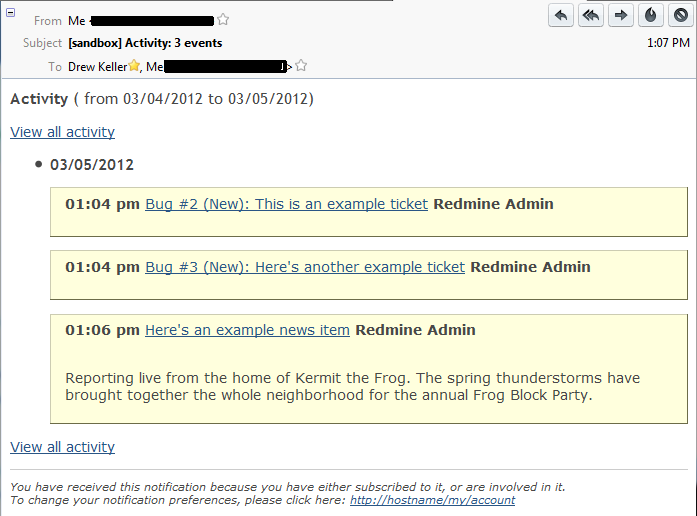 From Me
Subject [sandbox] Activity: 3 events 1:07 PM
To Drew Keller, Me >
Activity ( from 03/04/2012 to 03/05/2012)
View all activity
• 03/05/2012
01:04 pm Bug #2 (New): This is an example ticket Redmine Admin
01:04 pm Bug #3 (New): Here's another example ticket Redmine Admin
01:06 pm Here's an example news item Redmine Admin
Reporting live from the home of Kermit the Frog. The spring thunderstorms have
brought together the whole neighborhood for the annual Frog Block Party.
View all activity
You have received this notification because you have either subscribed to it, or are involved in it.
To change your notification preferences, please click here: http://hostname/my/account